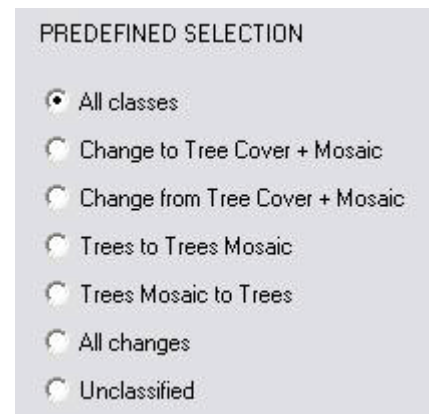 PREDEFINED SELECTION
All classes
Change to Tree Cover + Mosaic
Change from Tree Cover + Mosaic
Trees to Trees Mosaic
Trees Mosaic to Trees
All changes
Unclassified